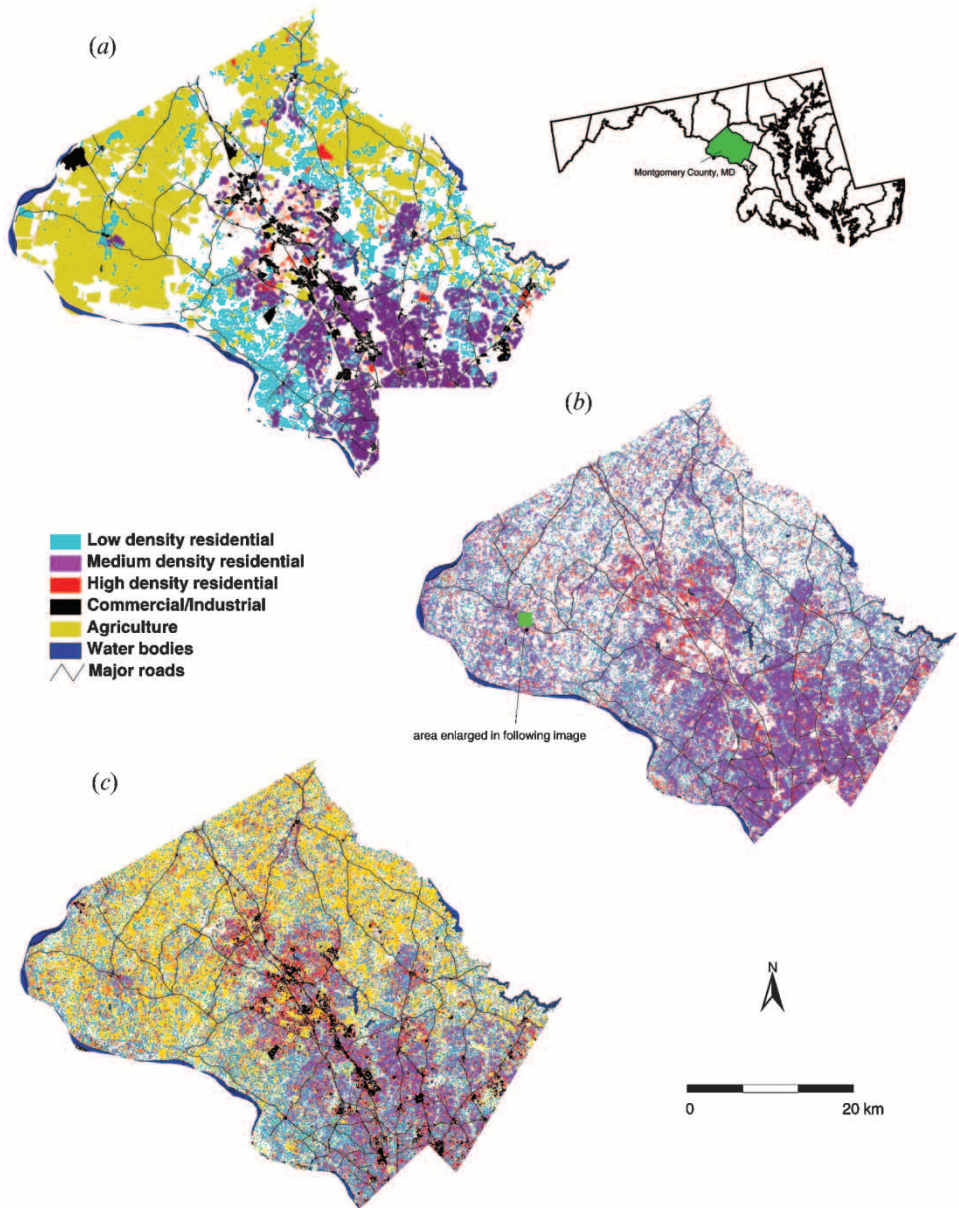 (a)
Montgomery County, MD
(b)
Low density residential
Medium density residential
High density residential
Commercial/Industrial
Agriculture
Water bodies
Major roads
area enlarged in following image
(c)
N
0 20 km